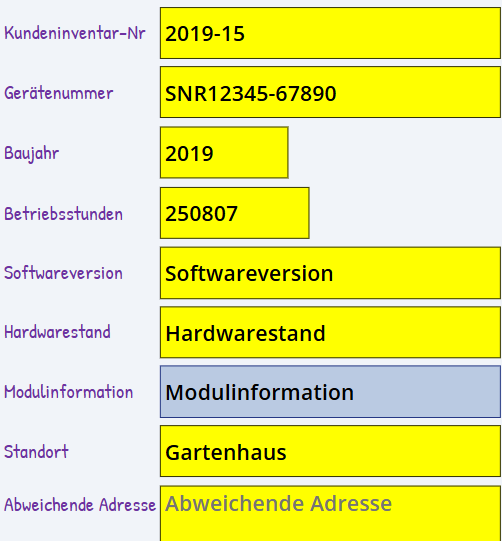 Kundeninventar-Nr 2019-15
Gerätenummer SNR12345-67890
Baujahr 2019
Betriebsstunden 250807
Softwareversion Softwareversion
Hardwarestand Hardwarestand
Modulinformation Modulinformation
Standort Gartenhaus
Abweichende Adresse Abweichende Adresse